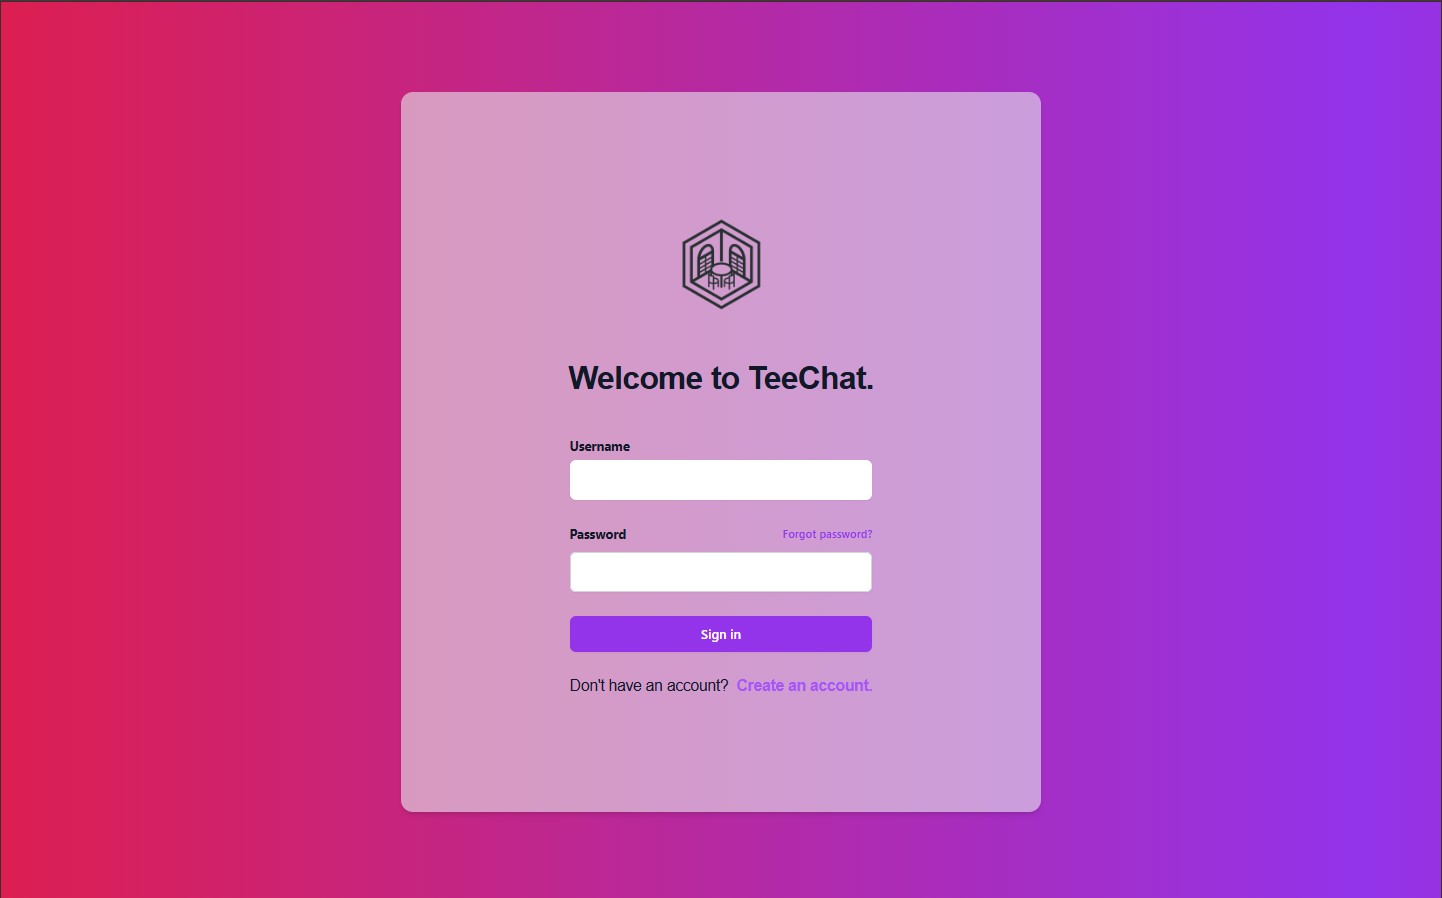 Welcome to TeeChat.
Username
Password Forgot password?
Sign in
Don't have an account? Create an account.